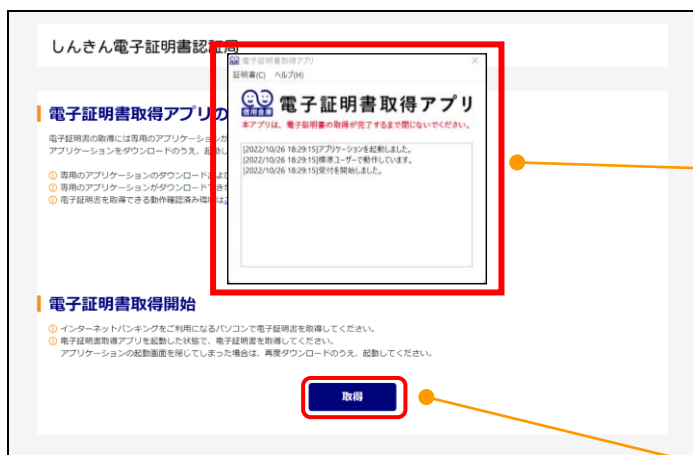 しんきん電子証明書認証局
電子証明書取得アプリ
証明書(C) ヘルプ(H)
信用金庫
電子証明書取得アプリ
本アプリは、電子証明書の取得が完了するまで閉じないでください。
[2022/10/26 18:29:15]アプリケーションを起動しました。
[2022/10/26 18:29:15]標準ユーザーで動作しています。
[2022/10/26 18:29:15]受付を開始しました。
電子証明書取得アプリの
電子証明書の取得には専用のアプリケーションが
アプリケーションをダウンロードのうえ、起動し
専用のアプリケーションのダウンロードおよび
専用のアプリケーションがダウンロードできな
電子証明書を取得できる動作確認済み環境は
電子証明書取得開始
インターネットバンキングをご利用になるパソコンで電子証明書を取得してください。
電子証明書取得アプリを起動した状態で、電子証明書を取得してください。
アプリケーションの起動画面を閉じてしまった場合は、再度ダウンロードのうえ、起動してください。
取得